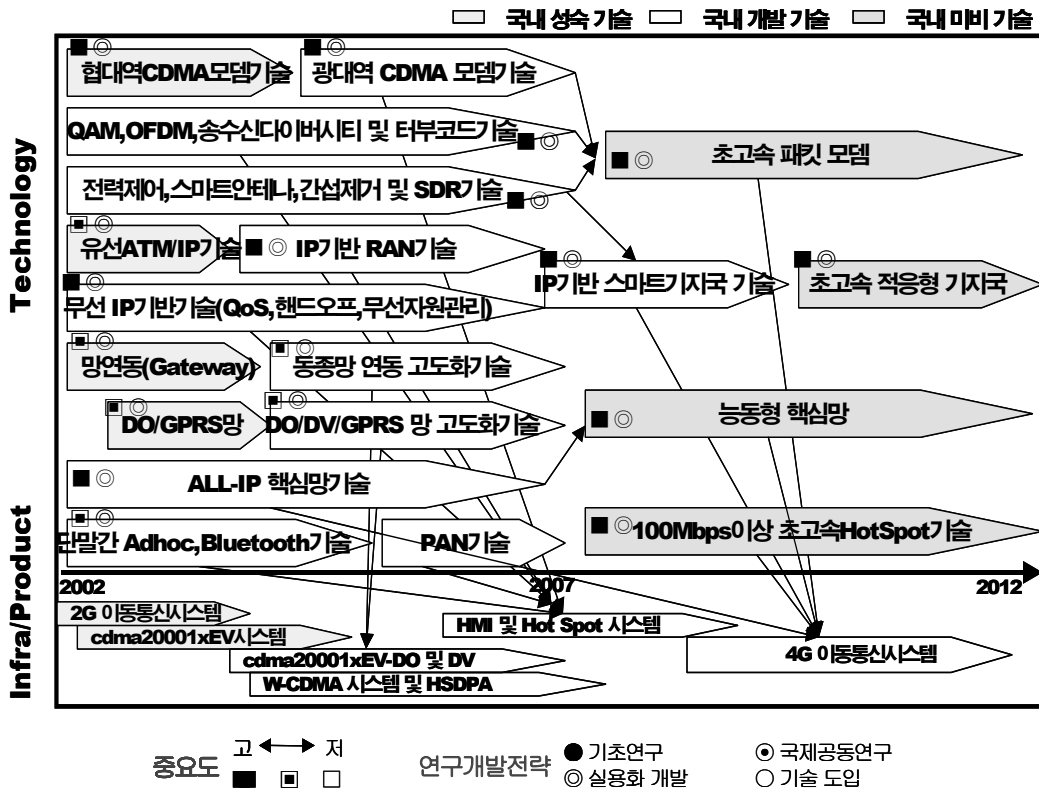 국내 성숙 기술 국내 개발 기술 국내 미비 기술
Technology
협대역CDMA모뎀기술 광대역 CDMA 모뎀기술
QAM,OFDM,송수신다이버시티 및 터부코드기술
초고속 패킷 모뎀
전력제어,스마트안테나,간섭제거 및 SDR기술
유선ATM/IP기술 IP기반 RAN기술
IP기반 스마트기지국 기술 초고속 적응형 기지국
무선 IP기반기술(QoS,핸드오프,무선자원관리)
망연동(Gateway) 동종망 연동 고도화기술
DO/GPRS망 DO/DV/GPRS 망 고도화기술
능동형 핵심망
ALL-IP 핵심망기술
단말간 Adhoc,Bluetooth기술 PAN기술 100Mbps이상 초고속HotSpot기술
2002 2007 2012
Infra/Product
2G 이동통신시스템
HMI 및 Hot Spot 시스템
cdma20001xEV시스템
4G 이동통신시스템
cdma20001xEV-DO 및 DV
W-CDMA 시스템 및 HSDPA
중요도 고 저
연구개발전략 기초연구 국제공동연구
실용화 개발 기술 도입